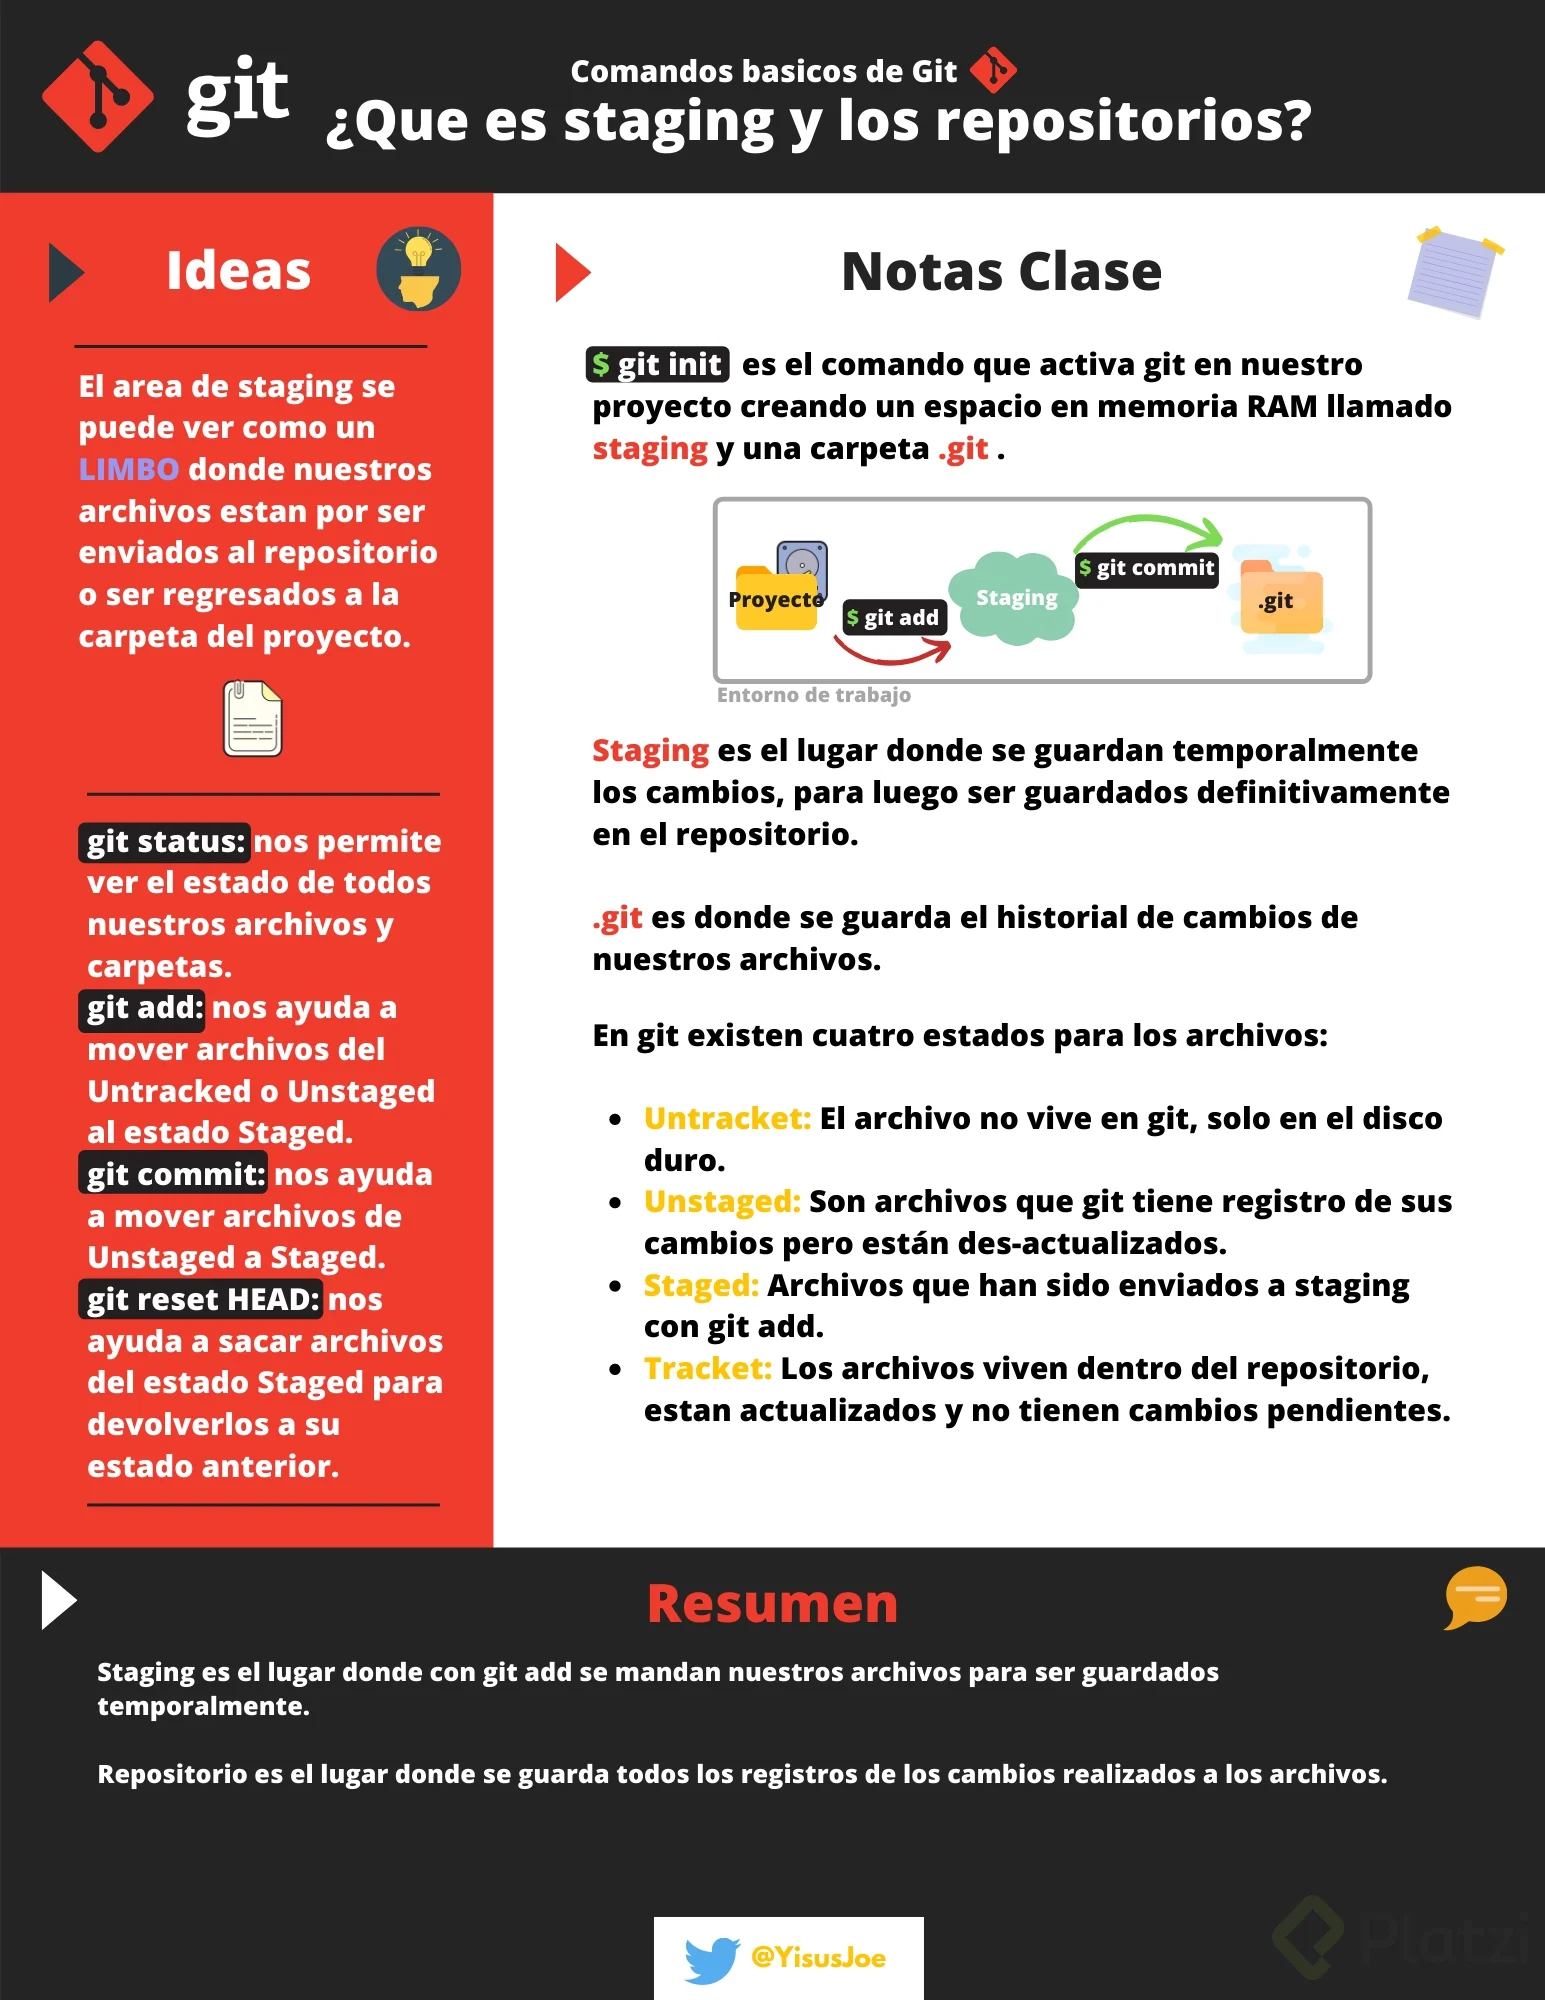 git
Comandos basicos de Git
¿Que es staging y los repositorios?
Ideas
El area de staging se
puede ver como un
LIMBO donde nuestros
archivos estan por ser
enviados al repositorio
o ser regresados a la
carpeta del proyecto.
git status: nos permite
ver el estado de todos
nuestros archivos y
carpetas.
git add: nos ayuda a
mover archivos del
Untracked o Unstaged
al estado Staged.
git commit: nos ayuda
a mover archivos de
Unstaged a Staged.
git reset HEAD: nos
ayuda a sacar archivos
del estado Staged para
devolverlos a su
estado anterior.
Notas Clase
$ git init es el comando que activa git en nuestro
proyecto creando un espacio en memoria RAM llamado
staging y una carpeta .git .
Proyecto
$ git add
Staging
$ git commit
.git
Entorno de trabajo
Staging es el lugar donde se guardan temporalmente
los cambios, para luego ser guardados definitivamente
en el repositorio.
.git es donde se guarda el historial de cambios de
nuestros archivos.
En git existen cuatro estados para los archivos:
• Untracket: El archivo no vive en git, solo en el disco
duro.
• Unstaged: Son archivos que git tiene registro de sus
cambios pero están des-actualizados.
• Staged: Archivos que han sido enviados a staging
con git add.
• Tracket: Los archivos viven dentro del repositorio,
estan actualizados y no tienen cambios pendientes.
Resumen
Staging es el lugar donde con git add se mandan nuestros archivos para ser guardados
temporalmente.
Repositorio es el lugar donde se guarda todos los registros de los cambios realizados a los archivos.
@YisusJoe
Platzi